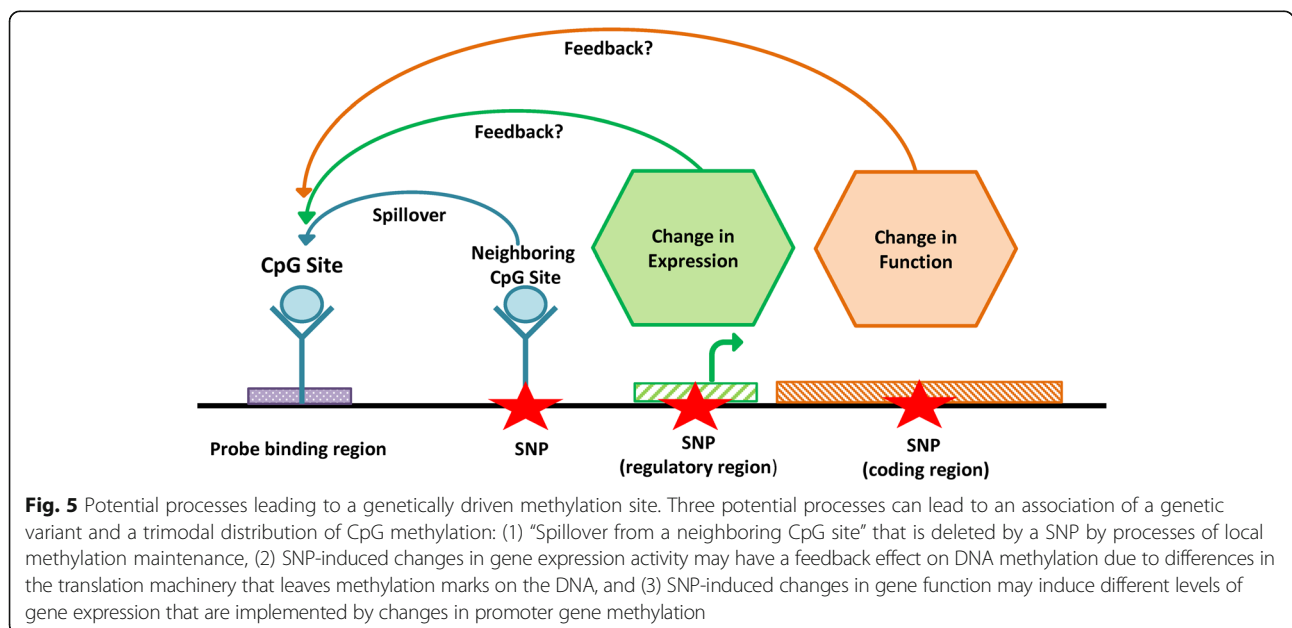 Feedback?
Feedback?
Spillover
CpG Site
Neighboring
CpG Site
Change in
Expression
Change in
Function
Probe binding region
SNP
SNP
(regulatory region)
SNP
(coding region)
Fig. 5 Potential processes leading to a genetically driven methylation site. Three potential processes can lead to an association of a genetic
variant and a trimodal distribution of CpG methylation: (1) “Spillover from a neighboring CpG site” that is deleted by a SNP by processes of local
methylation maintenance, (2) SNP-induced changes in gene expression activity may have a feedback effect on DNA methylation due to differences in
the translation machinery that leaves methylation marks on the DNA, and (3) SNP-induced changes in gene function may induce different levels of
gene expression that are implemented by changes in promoter gene methylation